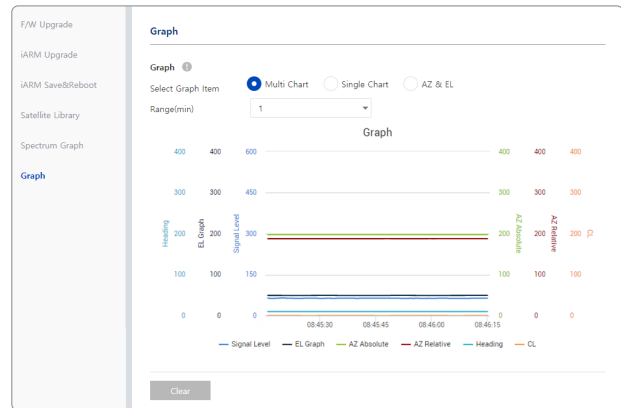 F/W Upgrade
iARM Upgrade
iARM Save&Reboot
Satellite Library
Spectrum Graph
Graph
Graph
Graph
Select Graph Item Multi Chart Single Chart AZ & EL
Range(min) 1
Graph
400 400 600 400 400 400
300 300 450 300 300 300
200 200 300 200 200 200
100 100 150 100 100 100
0 0 0 0 0 0
Heading
EL Graph
Signal Level
AZ Absolute
AZ Relative
CL
08:45:30 08:45:45 08:46:00 08:46:15
Signal Level EL Graph AZ Absolute AZ Relative Heading CL
Clear